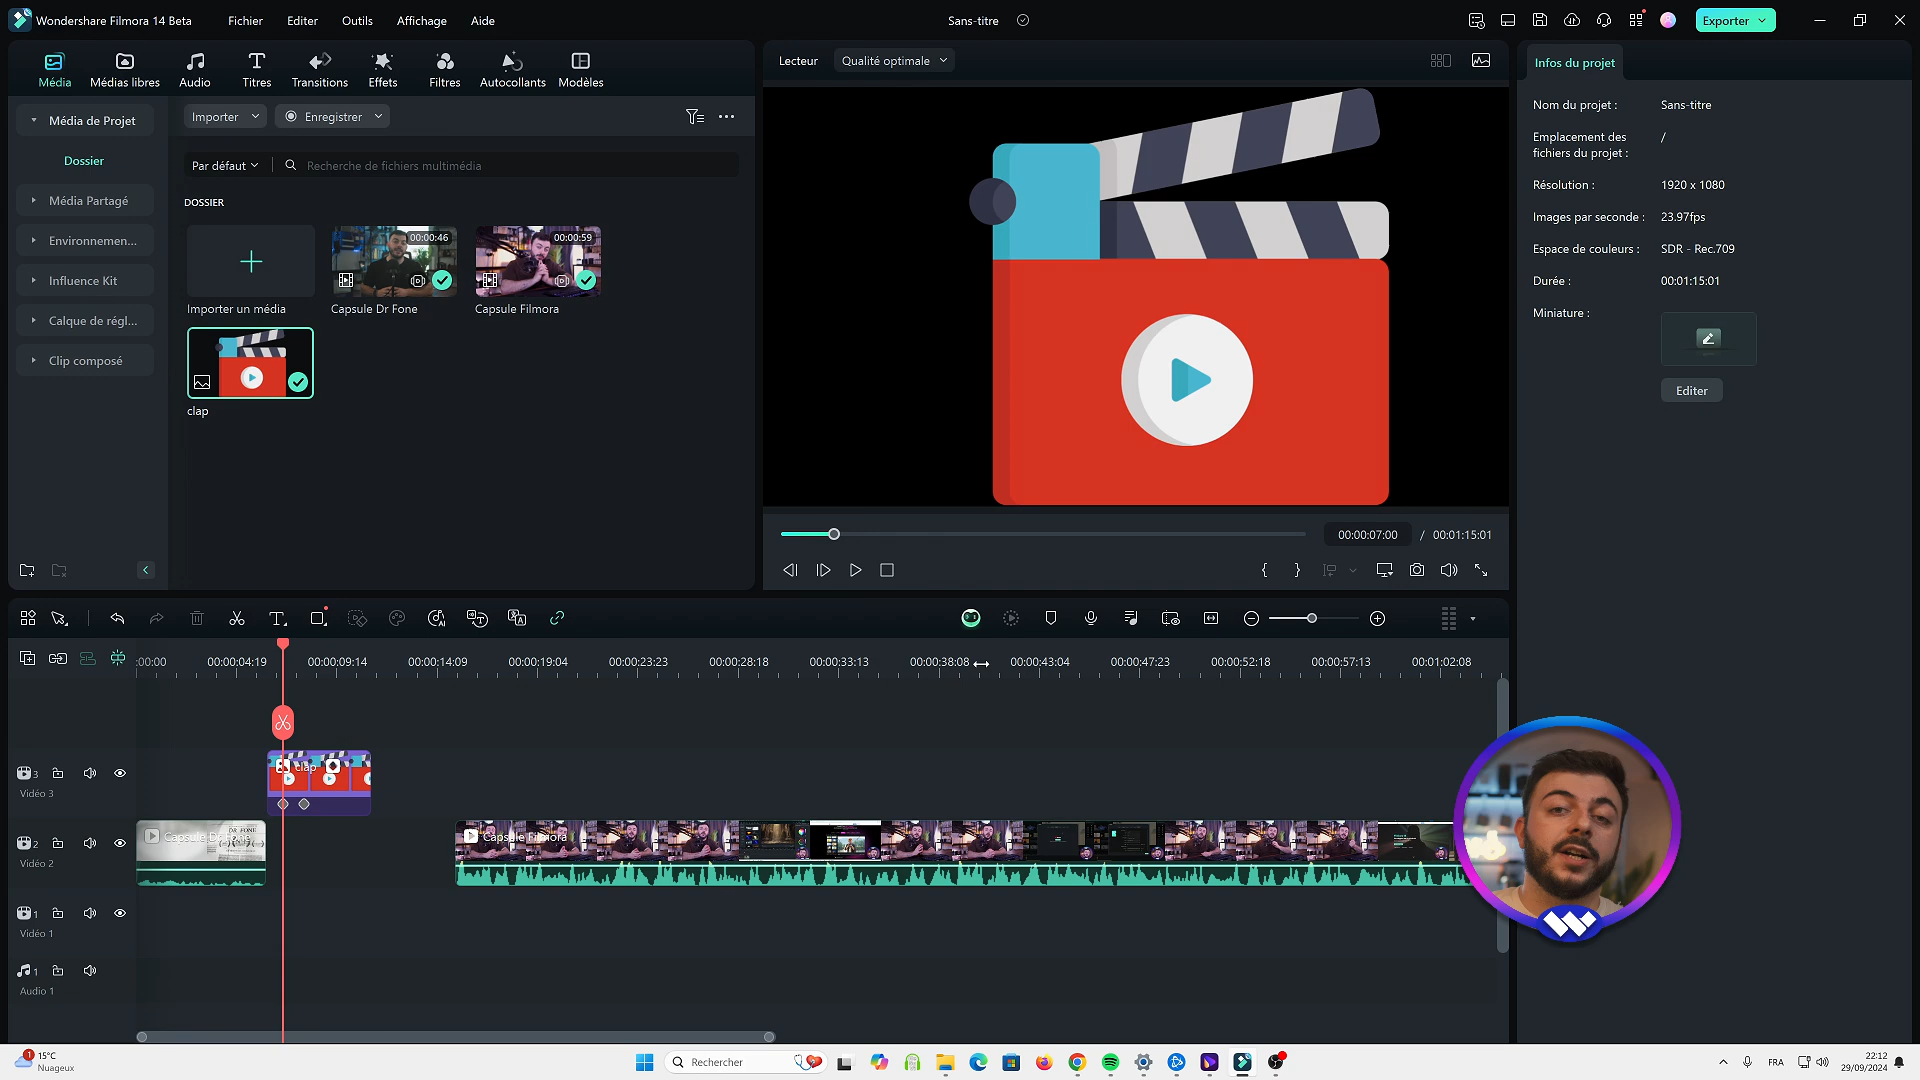 Wondershare Filmora 14 Beta
Fichier
Editer
Outils
Affichage
Aide
Sans-titre
Exporter
Média
Médias libres
Audio
Titres
Transitions
Effets
Filtres
Autocollants
Modèles
Média de Projet
Dossier
Média Partagé
Environnemen...
Influence Kit
Calque de régl...
Clip composé
Importer
Enregistrer
Par défaut
Recherche de fichiers multimédia
DOSSIER
Importer un média
00:00:46
Capsule Dr Fone
00:00:59
Capsule Filmora
clap
Lecteur
Qualité optimale
00:00:07:00 / 00:01:15:01
Infos du projet
Nom du projet : Sans-titre
Emplacement des fichiers du projet : /
Résolution : 1920 x 1080
Images par seconde : 23.97fps
Espace de couleurs : SDR - Rec.709
Durée : 00:01:15:01
Miniature :
Editer
:00:00 00:00:04:19 00:00:09:14 00:00:14:09 00:00:19:04 00:00:23:23 00:00:28:18 00:00:33:13 00:00:38:08 00:00:43:04 00:00:47:23 00:00:52:18 00:00:57:13 00:01:02:08
3
Vidéo 3
clap
2
Vidéo 2
Capsule Dr Fone
DR FONE
Capsule Filmora
1
Vidéo 1
1
Audio 1
1
15°C
Nuageux
Rechercher
FRA
22:12
29/09/2024